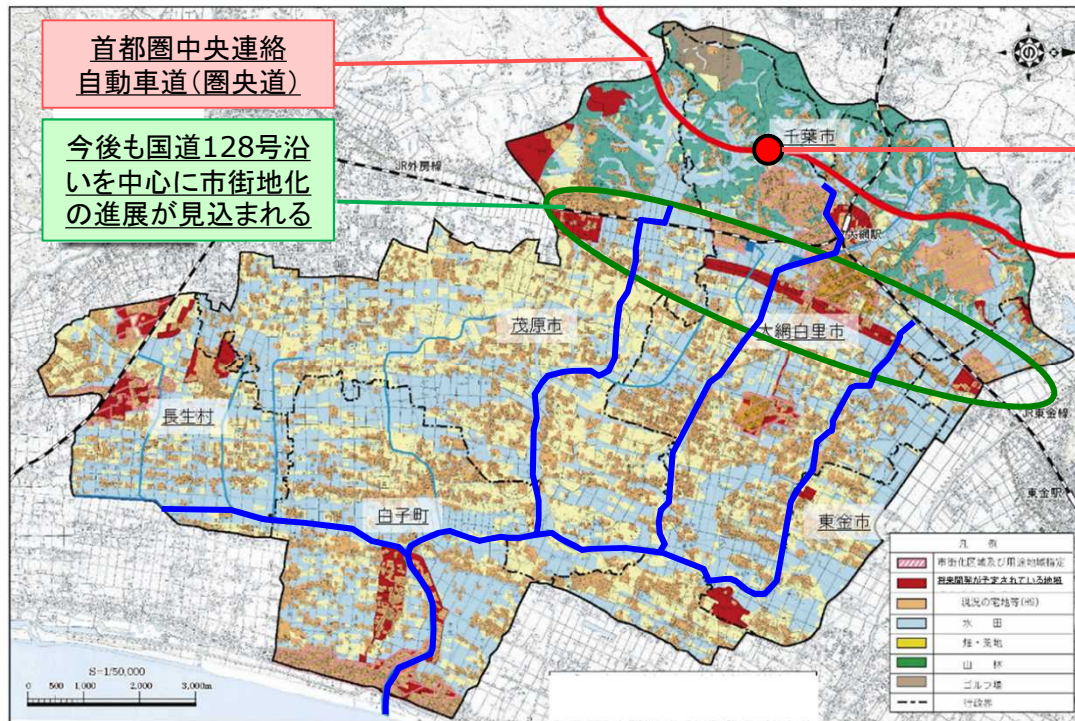 首都圏中央連絡
自動車道(圏央道)
今後も国道128号沿
いを中心に市街地化
の進展が見込まれる
JR外房線
千葉市
大網駅
茂原市
大網白里市
長生村
JR東金線
東金駅
白子町
東金市
凡 例
市街化区域及び用途地域指定
将来開発が予定されている地域
現況の宅地等(H9)
水 田
畑・荒地
山 林
ゴルフ場
行政界
S=1/50,000
0 500 1,000 2,000 3,000m